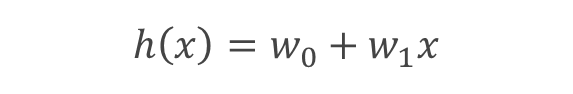 h(x) = w₀ + w₁x